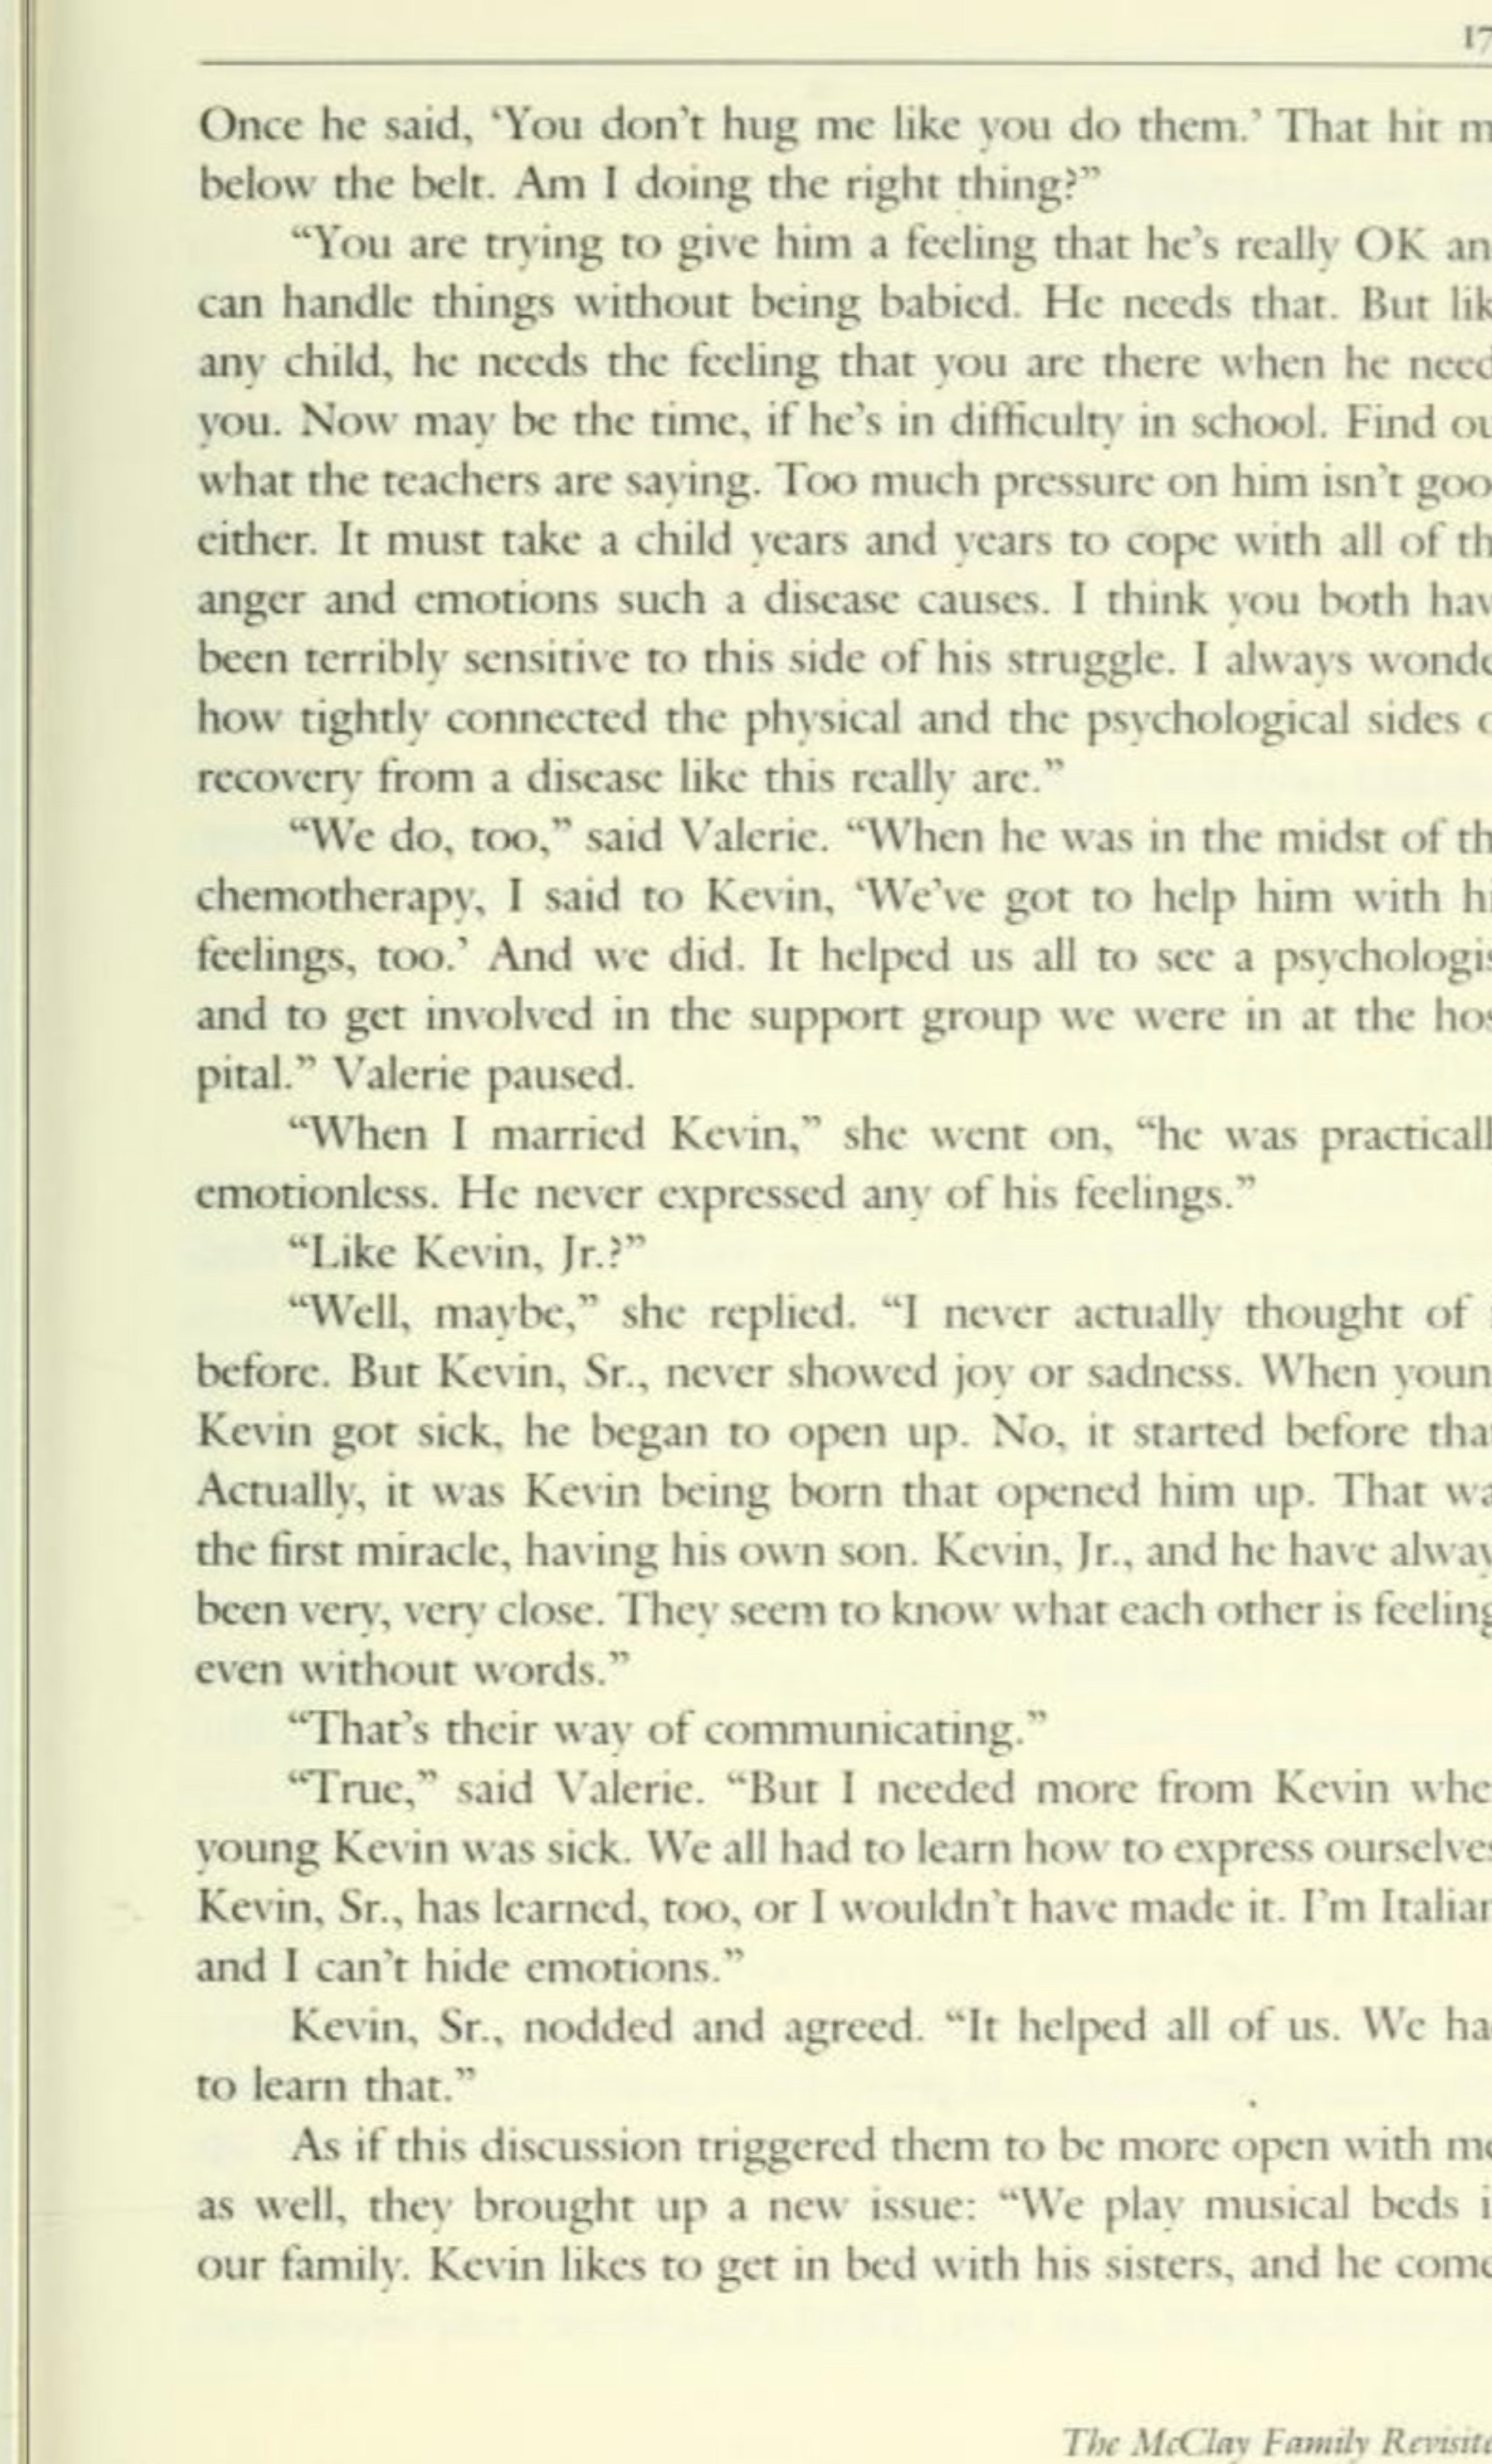 17
Once he said, ‘You don’t hug me like you do them.’ That hit m
below the belt. Am I doing the right thing?”
“You are trying to give him a feeling that he’s really OK an
can handle things without being babied. He needs that. But lik
any child, he needs the feeling that you are there when he need
you. Now may be the time, if he’s in difficulty in school. Find ou
what the teachers are saying. Too much pressure on him isn’t goo
either. It must take a child years and years to cope with all of th
anger and emotions such a disease causes. I think you both hav
been terribly sensitive to this side of his struggle. I always wonde
how tightly connected the physical and the psychological sides o
recovery from a disease like this really are.”
“We do, too,” said Valerie. “When he was in the midst of th
chemotherapy, I said to Kevin, ‘We’ve got to help him with hi
feelings, too.’ And we did. It helped us all to see a psychologis
and to get involved in the support group we were in at the hos
pital.” Valerie paused.
“When I married Kevin,” she went on, “he was practicall
emotionless. He never expressed any of his feelings.”
“Like Kevin, Jr.?”
“Well, maybe,” she replied. “I never actually thought of
before. But Kevin, Sr., never showed joy or sadness. When youn
Kevin got sick, he began to open up. No, it started before tha
Actually, it was Kevin being born that opened him up. That wa
the first miracle, having his own son. Kevin, Jr., and he have alway
been very, very close. They seem to know what each other is feeling
even without words.”
“That’s their way of communicating.”
“True,” said Valerie. “But I needed more from Kevin whe
young Kevin was sick. We all had to learn how to express ourselves
Kevin, Sr., has learned, too, or I wouldn’t have made it. I’m Italian
and I can’t hide emotions.”
Kevin, Sr., nodded and agreed. “It helped all of us. We ha
to learn that.”
As if this discussion triggered them to be more open with me
as well, they brought up a new issue: “We play musical beds i
our family. Kevin likes to get in bed with his sisters, and he come
The McClay Family Revisite